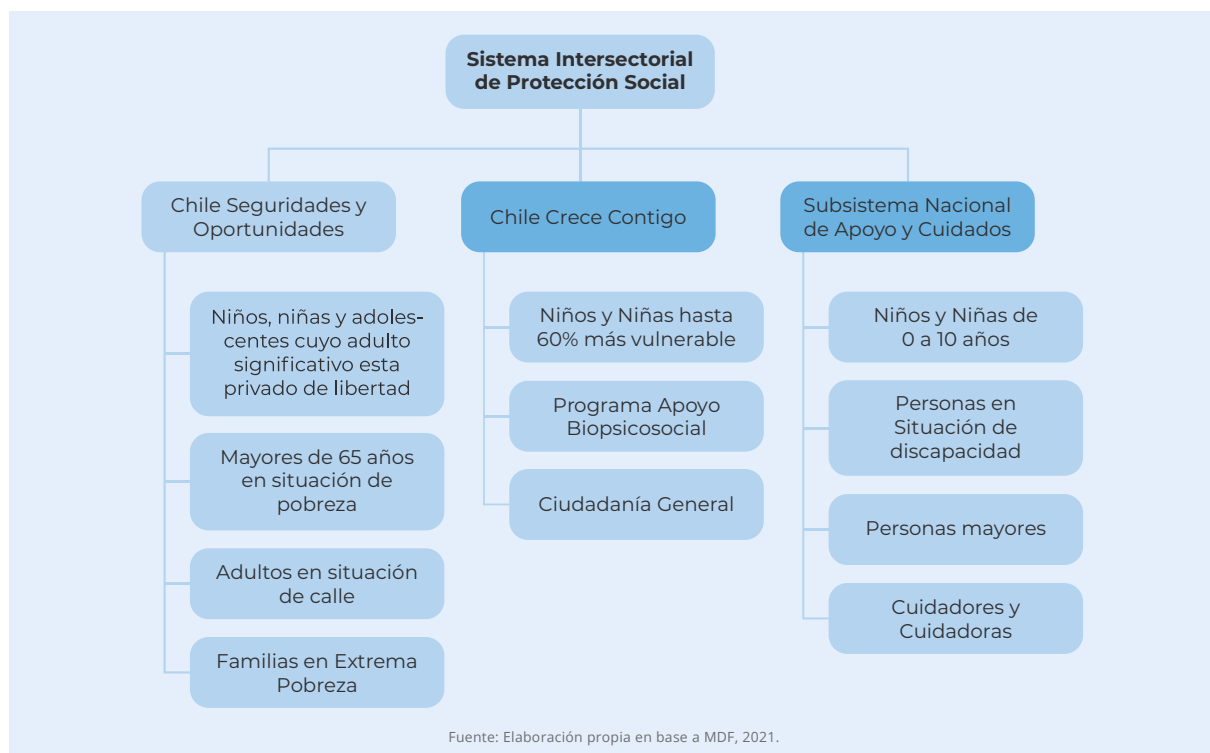 Sistema Intersectorial
de Protección Social
Chile Seguridades y
Oportunidades
Niños, niñas y adoles-
centes cuyo adulto
significativo esta
privado de libertad
Mayores de 65 años
en situación de
pobreza
Adultos en situación
de calle
Familias en Extrema
Pobreza
Chile Crece Contigo
Niños y Niñas hasta
60% más vulnerable
Programa Apoyo
Biopsicosocial
Ciudadanía General
Subsistema Nacional
de Apoyo y Cuidados
Niños y Niñas de
0 a 10 años
Personas en
Situación de
discapacidad
Personas mayores
Cuidadores y
Cuidadoras
Fuente: Elaboración propia en base a MDF, 2021.